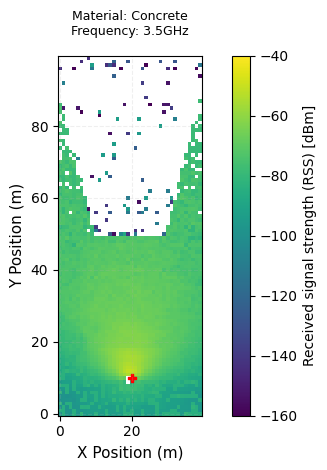 Material: Concrete
Frequency: 3.5GHz
80
60
40
20
0
0
20
X Position (m)
Y Position (m)
−40
−60
−80
−100
−120
−140
−160
Received signal strength (RSS) [dBm]